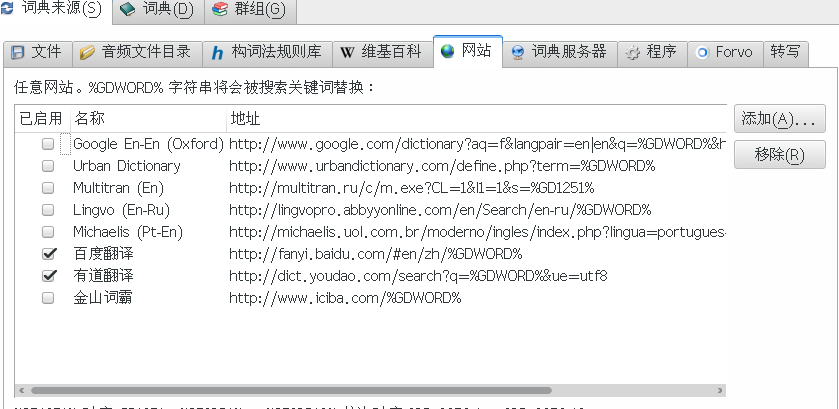 词典来源(S) 词典(D) 群组(G)
文件 音频文件目录 构词法规则库 W 维基百科 网站 词典服务器 程序 Forvo 转写
任意网站。%GDWORD% 字符串将会被搜索关键词替换：
已启用 名称 地址 添加(A)...
Google En-En (Oxford) http://www.google.com/dictionary?aq=f&langpair=en|en&q=%GDWORD%&h
移除(R)
Urban Dictionary http://www.urbandictionary.com/define.php?term=%GDWORD%
Multitran (En) http://multitran.ru/c/m.exe?CL=1&l1=1&s=%GD1251%
Lingvo (En-Ru) http://lingvopro.abbyyonline.com/en/Search/en-ru/%GDWORD%
Michaelis (Pt-En) http://michaelis.uol.com.br/moderno/ingles/index.php?lingua=portugues-
百度翻译 http://fanyi.baidu.com/#en/zh/%GDWORD%
有道翻译 http://dict.youdao.com/search?q=%GDWORD%&ue=utf8
金山词霸 http://www.iciba.com/%GDWORD%